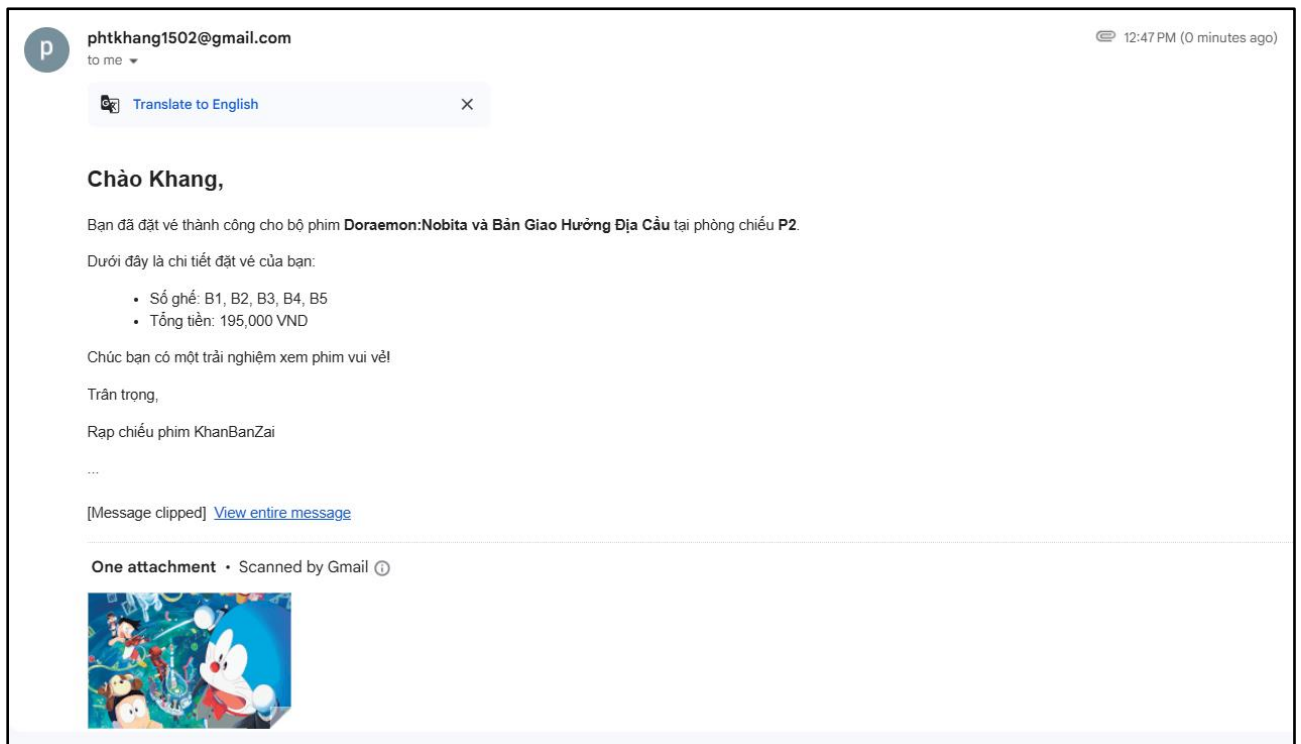 p
phtkhang1502@gmail.com
12:47 PM (0 minutes ago)
to me
Translate to English
Chào Khang,
Bạn đã đặt vé thành công cho bộ phim Doraemon:Nobita và Bản Giao Hưởng Địa Cầu tại phòng chiếu P2.
Dưới đây là chi tiết đặt vé của bạn:
• Số ghế: B1, B2, B3, B4, B5
• Tổng tiền: 195,000 VND
Chúc bạn có một trải nghiệm xem phim vui vẻ!
Trân trọng,
Rạp chiếu phim KhanBanZai
...
[Message clipped] View entire message
One attachment • Scanned by Gmail